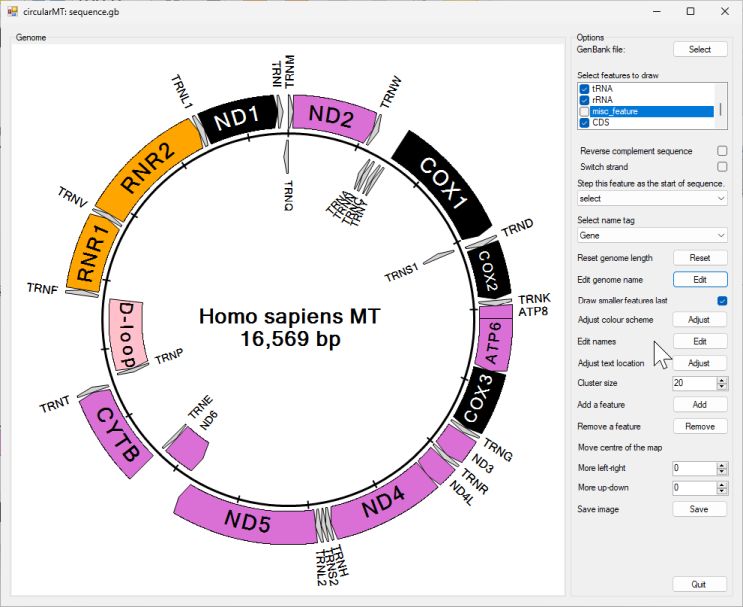 circularMT: sequence.gb
Genome
TRNI
TRNM
TRNL1
ND1
ND2
TRNW
RNR2
COX1
TRNQ
TRNA
TRNY
TRNV
TRND
RNR1
TRNS1
COX2
TRNF
TRNK
ATP8
D-loop
Homo sapiens MT
16,569 bp
ATP6
TRNP
COX3
TRNT
TRNE
CYTB
ND6
TRNG
ND3
TRNR
ND4L
ND4
ND5
TRNH
TRNS2
TRNL2
Options
GenBank file:
Select
Select features to draw
tRNA
rRNA
misc_feature
CDS
Reverse complement sequence
Switch strand
Step this feature as the start of sequence.
select
Select name tag
Gene
Reset genome length
Reset
Edit genome name
Edit
Draw smaller features last
Adjust colour scheme
Adjust
Edit names
Edit
Adjust text location
Adjust
Cluster size
20
Add a feature
Add
Remove a feature
Remove
Move centre of the map
More left-right
0
More up-down
0
Save image
Save
Quit